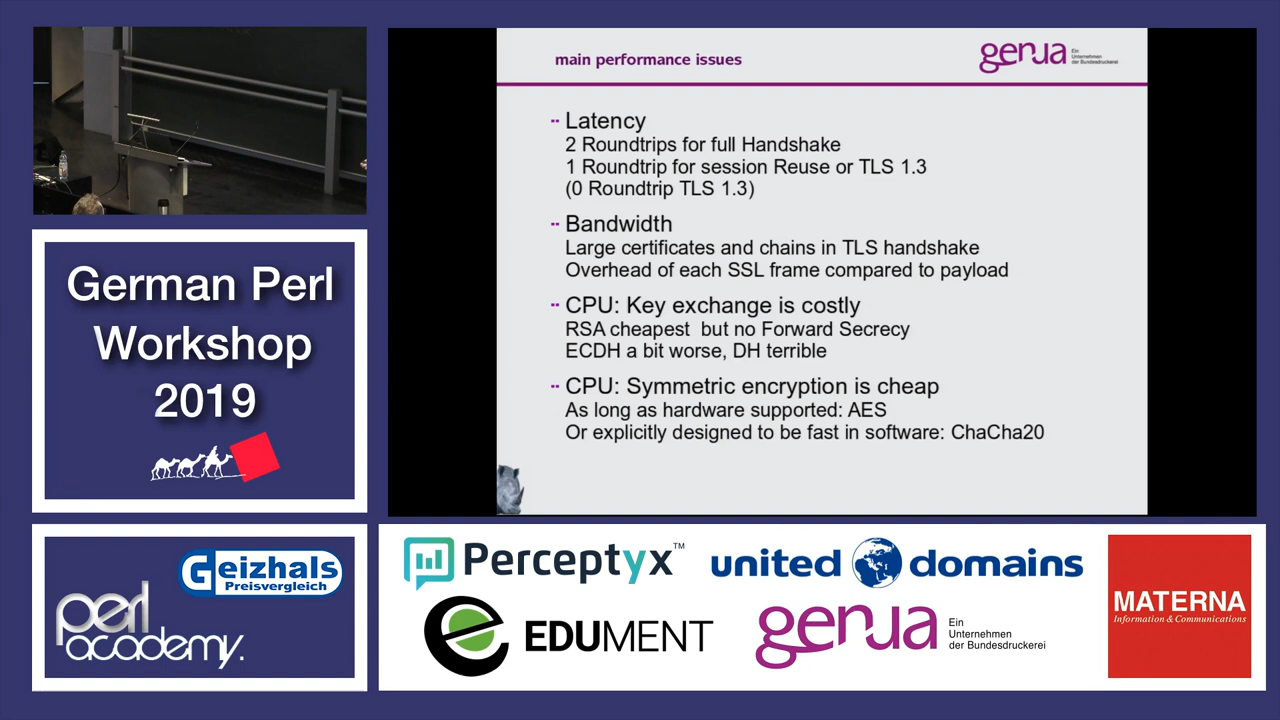 main performance issues
genua
Ein
Unternehmen
der Bundesdruckerei
Latency
2 Roundtrips for full Handshake
1 Roundtrip for session Reuse or TLS 1.3
(0 Roundtrip TLS 1.3)
Bandwidth
Large certificates and chains in TLS handshake
Overhead of each SSL frame compared to payload
CPU: Key exchange is costly
RSA cheapest but no Forward Secrecy
ECDH a bit worse, DH terrible
CPU: Symmetric encryption is cheap
As long as hardware supported: AES
Or explicitly designed to be fast in software: ChaCha20
German Perl
Workshop
2019
Geizhals
Preisvergleich
perl
academy.
Perceptyx™
united domains
EDUMENT
genua
Ein
Unternehmen
der Bundesdruckerei
MATERNA
Information & Communications